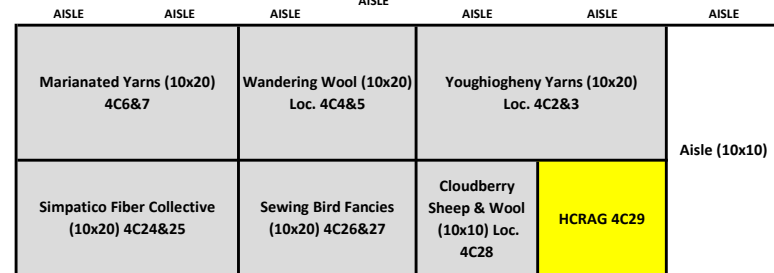 AISLE
AISLE AISLE AISLE AISLE AISLE AISLE
Marianated Yarns (10x20)
4C6&7
Wandering Wool (10x20)
Loc. 4C4&5
Youghiogheny Yarns (10x20)
Loc. 4C2&3
Aisle (10x10)
Simpatico Fiber Collective
(10x20) 4C24&25
Sewing Bird Fancies
(10x20) 4C26&27
Cloudberry
Sheep & Wool
(10x10) Loc.
4C28
HCRAG 4C29